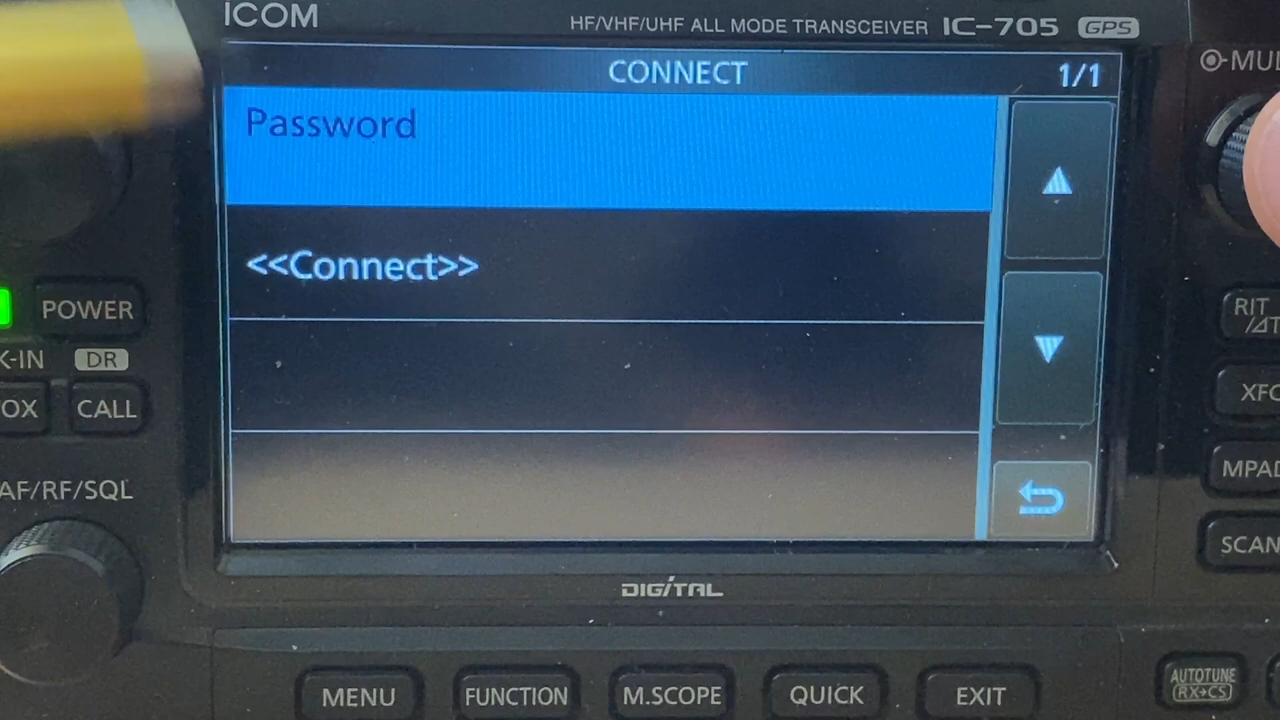 ICOM
HF/VHF/UHF ALL MODE TRANSCEIVER IC-705 GPS
CONNECT 1/1
MUL
Password
<<Connect>>
POWER
RIT
/ΔT
K-IN DR
OX CALL
XFC
MPAD
AF/RF/SQL
SCAN
DIGITAL
MENU FUNCTION M.SCOPE QUICK EXIT
AUTOTUNE
RX→CS